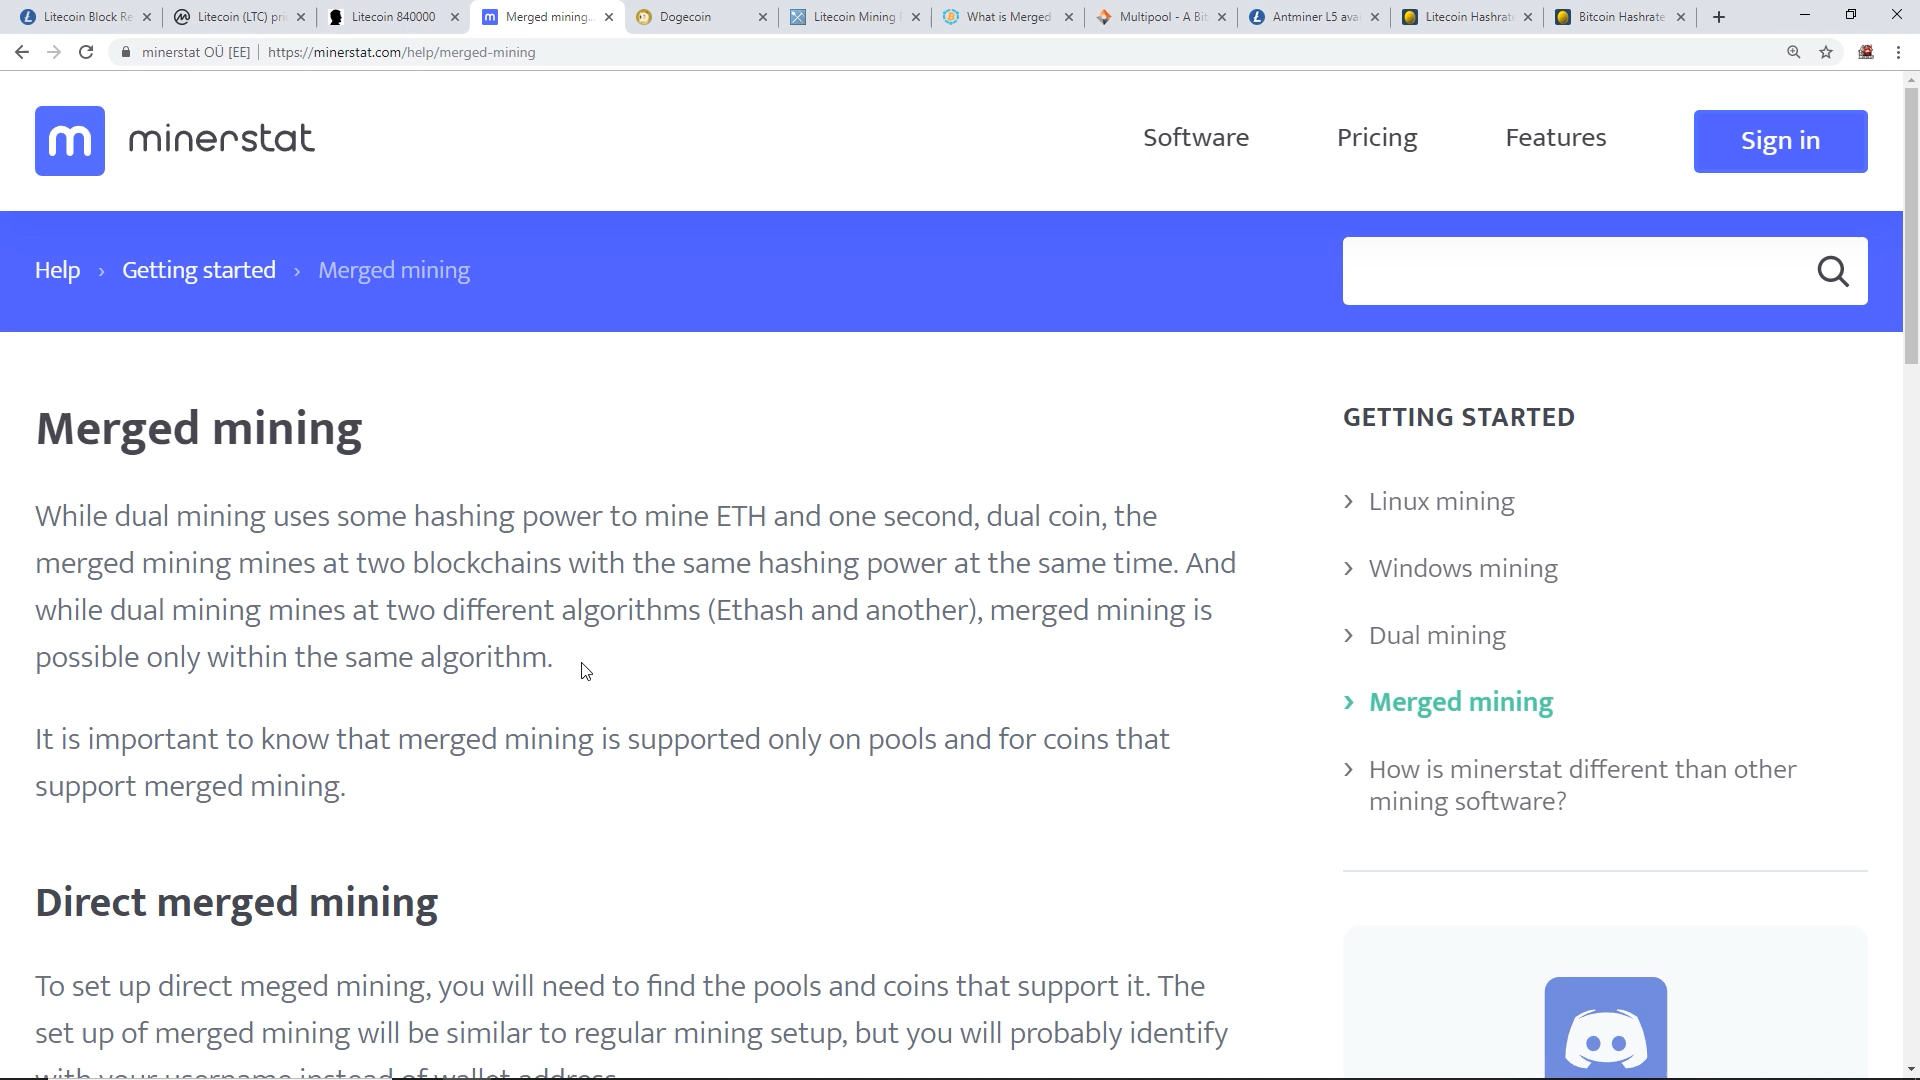 Litecoin Block Re
Litecoin (LTC) pri
Litecoin 840000
Merged mining
Dogecoin
Litecoin Mining
What is Merged
Multipool - A Bit
Antminer L5 ava
Litecoin Hashrat
Bitcoin Hashrate
minerstat OÜ [EE]
https://minerstat.com/help/merged-mining
m
minerstat
Software
Pricing
Features
Sign in
Help › Getting started › Merged mining
Merged mining
While dual mining uses some hashing power to mine ETH and one second, dual coin, the
merged mining mines at two blockchains with the same hashing power at the same time. And
while dual mining mines at two different algorithms (Ethash and another), merged mining is
possible only within the same algorithm.
It is important to know that merged mining is supported only on pools and for coins that
support merged mining.
Direct merged mining
To set up direct meged mining, you will need to find the pools and coins that support it. The
set up of merged mining will be similar to regular mining setup, but you will probably identify
with your username instead of wallet address.
GETTING STARTED
› Linux mining
› Windows mining
› Dual mining
› Merged mining
› How is minerstat different than other
mining software?